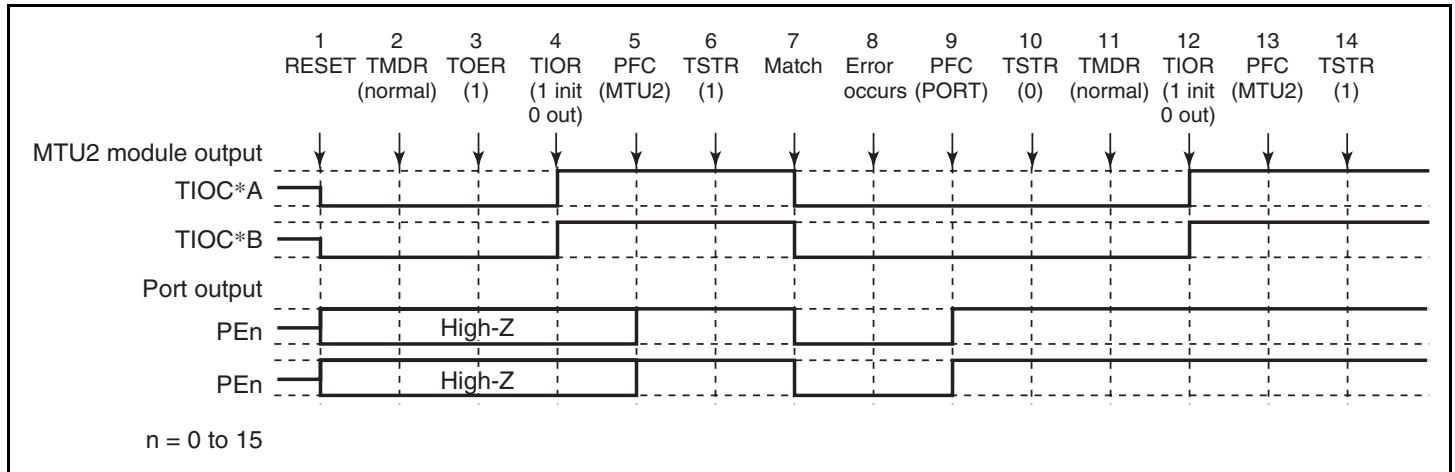 1 2 3 4 5 6 7 8 9 10 11 12 13 14
RESET TMDR TOER TIOR PFC TSTR Match Error PFC TSTR TMDR TIOR PFC TSTR
(normal) (1) (1 init (MTU2) (1) occurs (PORT) (0) (normal) (1 init (MTU2) (1)
0 out) 0 out)
MTU2 module output
TIOC*A
TIOC*B
Port output
PEn High-Z
PEn High-Z
n = 0 to 15